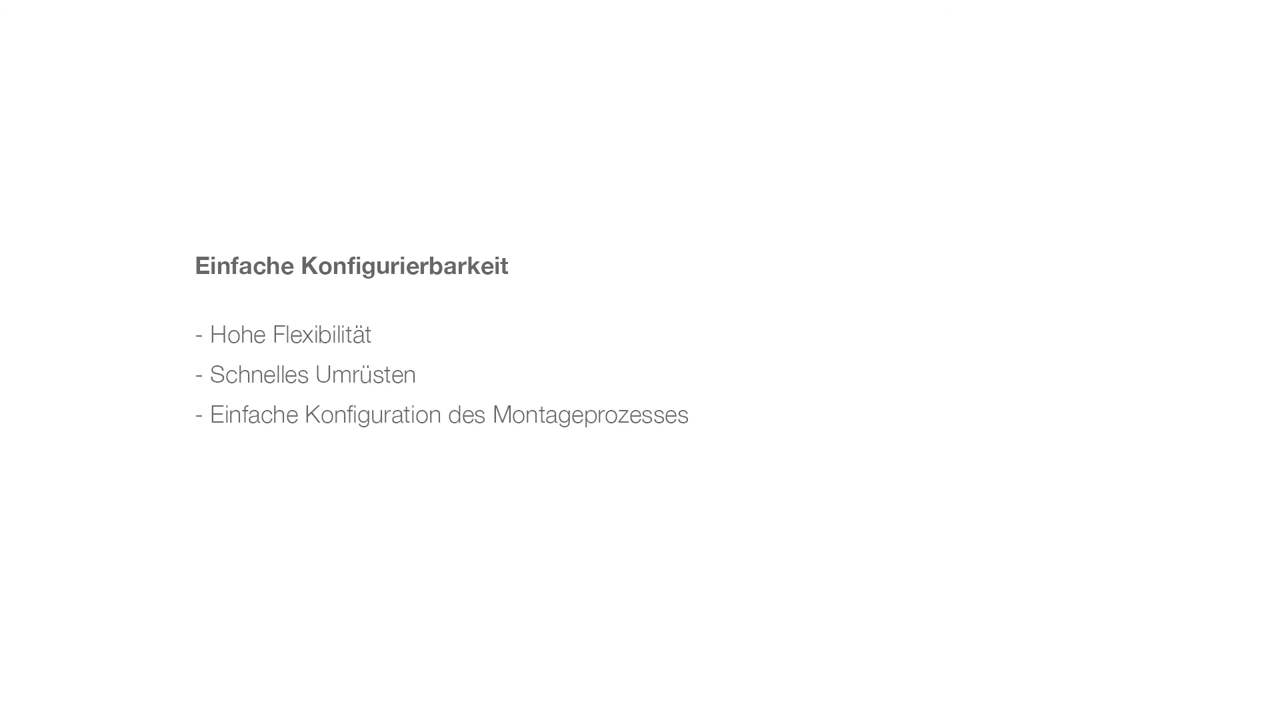 Einfache Konfigurierbarkeit
- Hohe Flexibilität
- Schnelles Umrüsten
- Einfache Konfiguration des Montageprozesses